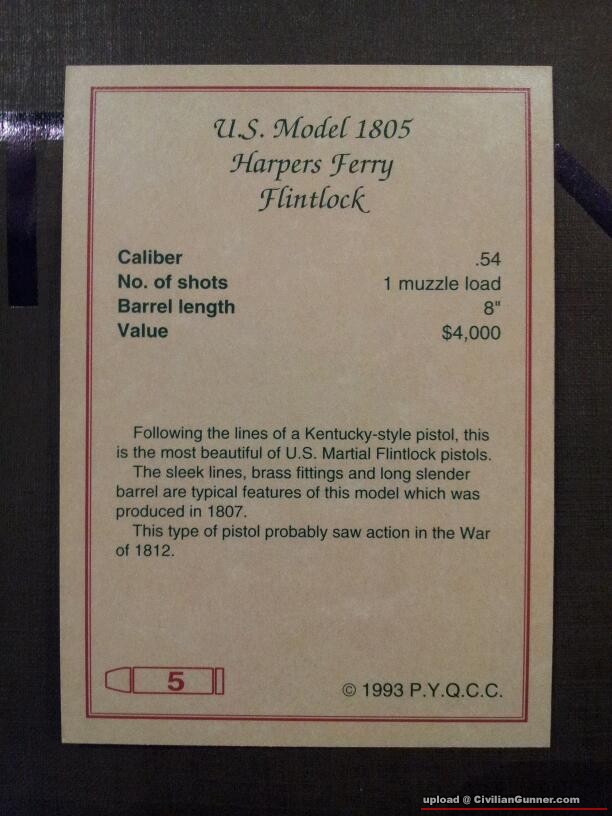 U.S. Model 1805
Harpers Ferry
Flintlock
Caliber .54
No. of shots 1 muzzle load
Barrel length 8"
Value $4,000
Following the lines of a Kentucky-style pistol, this
is the most beautiful of U.S. Martial Flintlock pistols.
The sleek lines, brass fittings and long slender
barrel are typical features of this model which was
produced in 1807.
This type of pistol probably saw action in the War
of 1812.
5
© 1993 P.Y.Q.C.C.
upload @ CivilianGunner.com